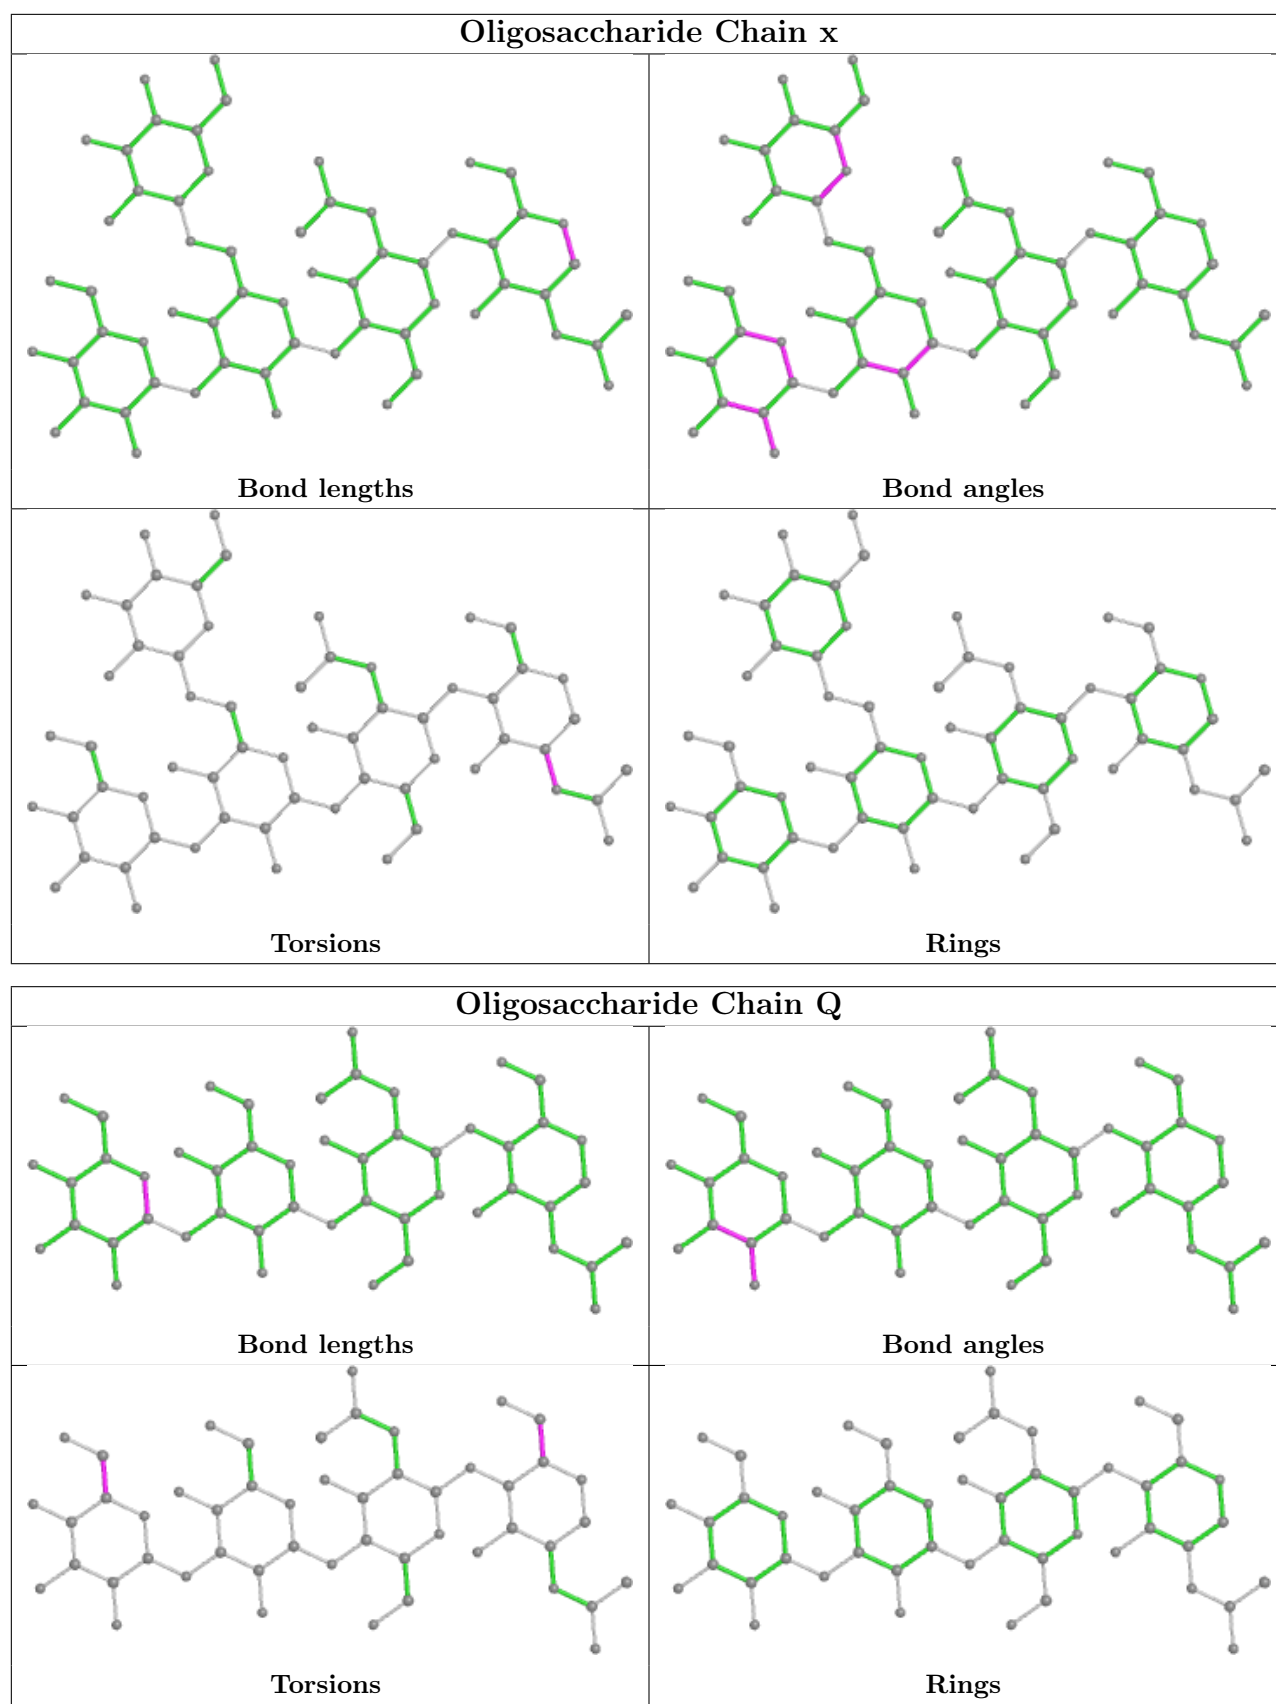 Oligosaccharide Chain x
Bond lengths
Bond angles
Torsions
Rings
Oligosaccharide Chain Q
Bond lengths
Bond angles
Torsions
Rings